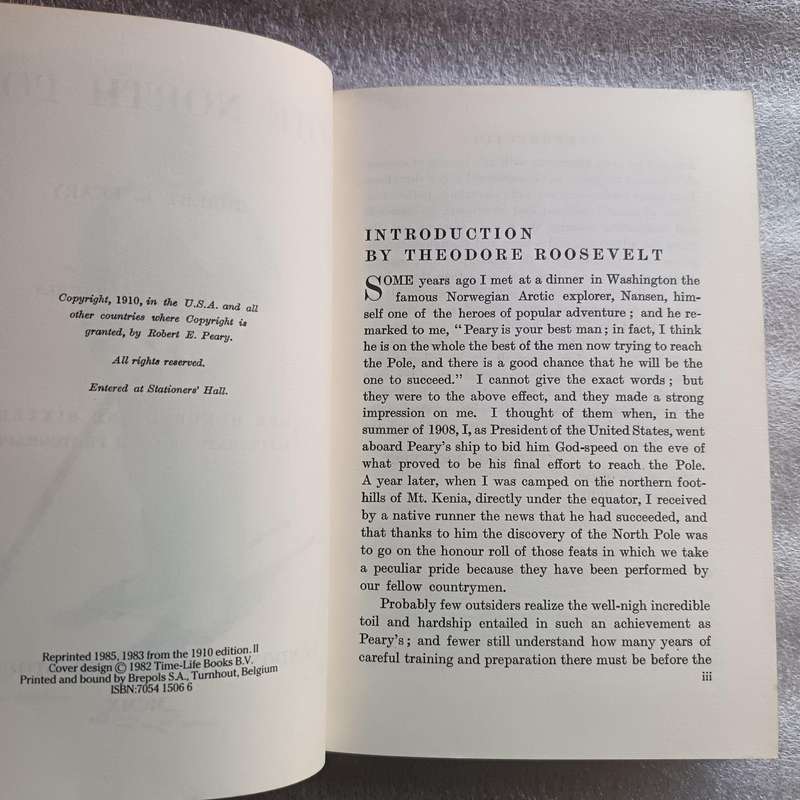 Copyright, 1910, in the U.S.A. and all
other countries where Copyright is
granted, by Robert E. Peary.
All rights reserved.
Entered at Stationers' Hall.
Reprinted 1985, 1983 from the 1910 edition. II
Cover design © 1982 Time-Life Books B.V.
Printed and bound by Brepols S.A., Turnhout, Belgium
ISBN:7054 1506 6
INTRODUCTION
BY THEODORE ROOSEVELT
SOME years ago I met at a dinner in Washington the
famous Norwegian Arctic explorer, Nansen, him-
self one of the heroes of popular adventure; and he re-
marked to me, "Peary is your best man; in fact, I think
he is on the whole the best of the men now trying to reach
the Pole, and there is a good chance that he will be the
one to succeed." I cannot give the exact words; but
they were to the above effect, and they made a strong
impression on me. I thought of them when, in the
summer of 1908, I, as President of the United States, went
aboard Peary's ship to bid him God-speed on the eve of
what proved to be his final effort to reach the Pole.
A year later, when I was camped on the northern foot-
hills of Mt. Kenia, directly under the equator, I received
by a native runner the news that he had succeeded, and
that thanks to him the discovery of the North Pole was
to go on the honour roll of those feats in which we take
a peculiar pride because they have been performed by
our fellow countrymen.
Probably few outsiders realize the well-nigh incredible
toil and hardship entailed in such an achievement as
Peary's; and fewer still understand how many years of
careful training and preparation there must be before the
iii